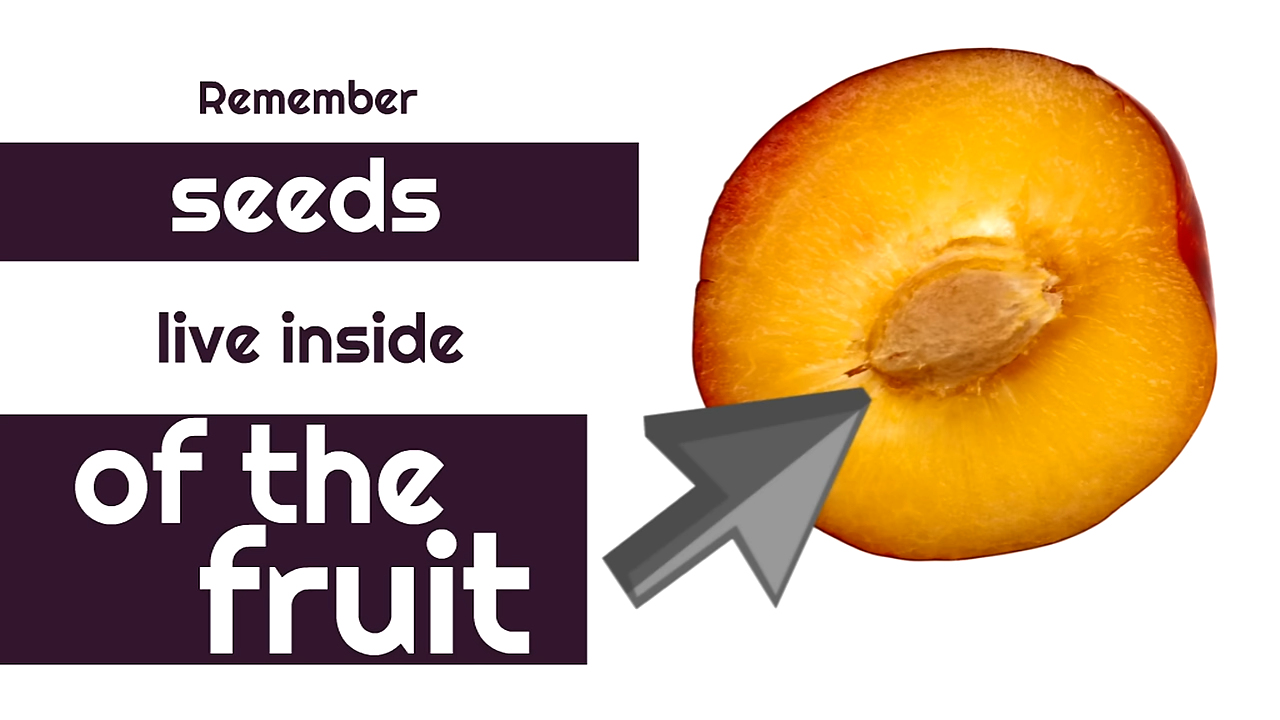 Remember
seeds
live inside
of the
fruit